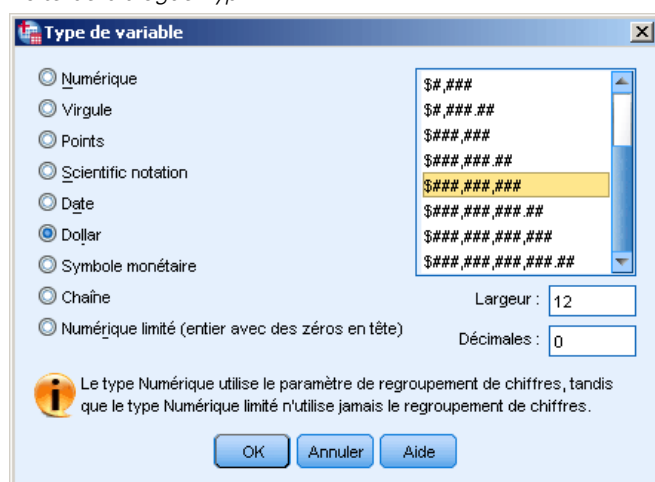 Type de variable
Numérique
Virgule
Points
Scientific notation
Date
Dollar
Symbole monétaire
Chaîne
Numérique limité (entier avec des zéros en tête)
$#,###
$#,###.##
$###,###
$###,###.##
$###,###,###
$###,###,###.##
$###,###,###,###
$###,###,###,###.##
Largeur : 12
Décimales : 0
Le type Numérique utilise le paramètre de regroupement de chiffres, tandis
que le type Numérique limité n'utilise jamais le regroupement de chiffres.
OK Annuler Aide